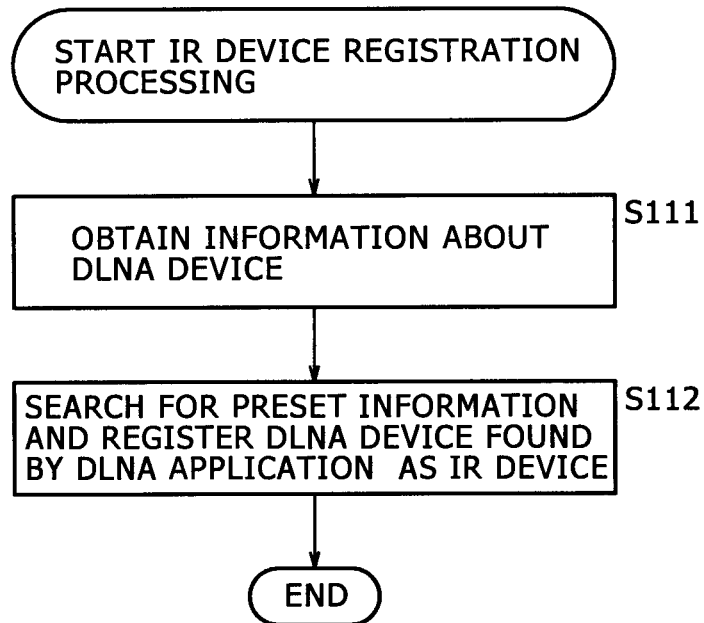 START IR DEVICE REGISTRATION
PROCESSING
S111
OBTAIN INFORMATION ABOUT
DLNA DEVICE
S112
SEARCH FOR PRESET INFORMATION
AND REGISTER DLNA DEVICE FOUND
BY DLNA APPLICATION AS IR DEVICE
END